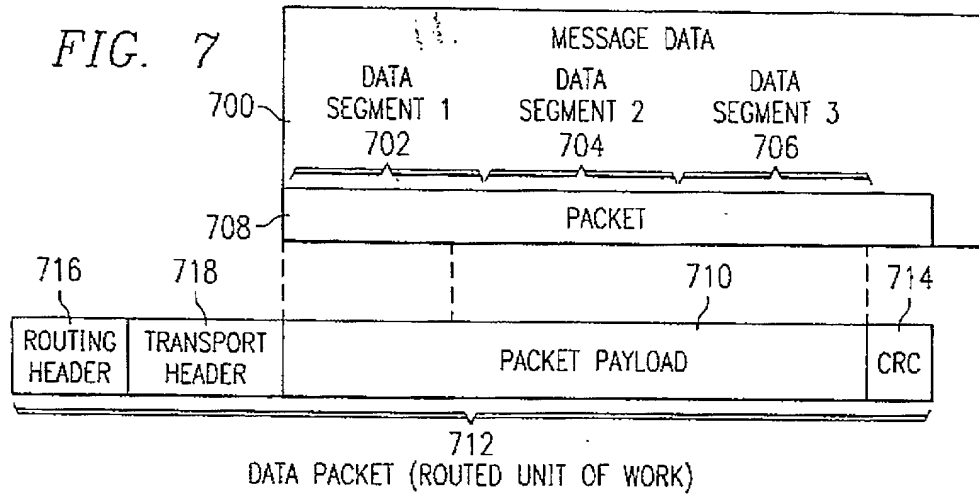 FIG. 7
MESSAGE DATA
DATA SEGMENT 1
702
DATA SEGMENT 2
704
DATA SEGMENT 3
706
700
708
PACKET
716
718
710
714
ROUTING HEADER
TRANSPORT HEADER
PACKET PAYLOAD
CRC
712
DATA PACKET (ROUTED UNIT OF WORK)